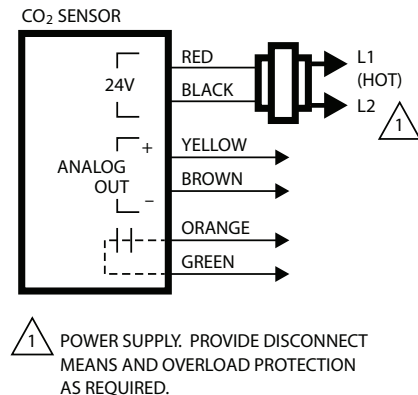 CO₂ SENSOR
RED
L1
(HOT)
24V
BLACK
L2
1
+
YELLOW
ANALOG
OUT
BROWN
−
ORANGE
GREEN
1 POWER SUPPLY. PROVIDE DISCONNECT
MEANS AND OVERLOAD PROTECTION
AS REQUIRED.